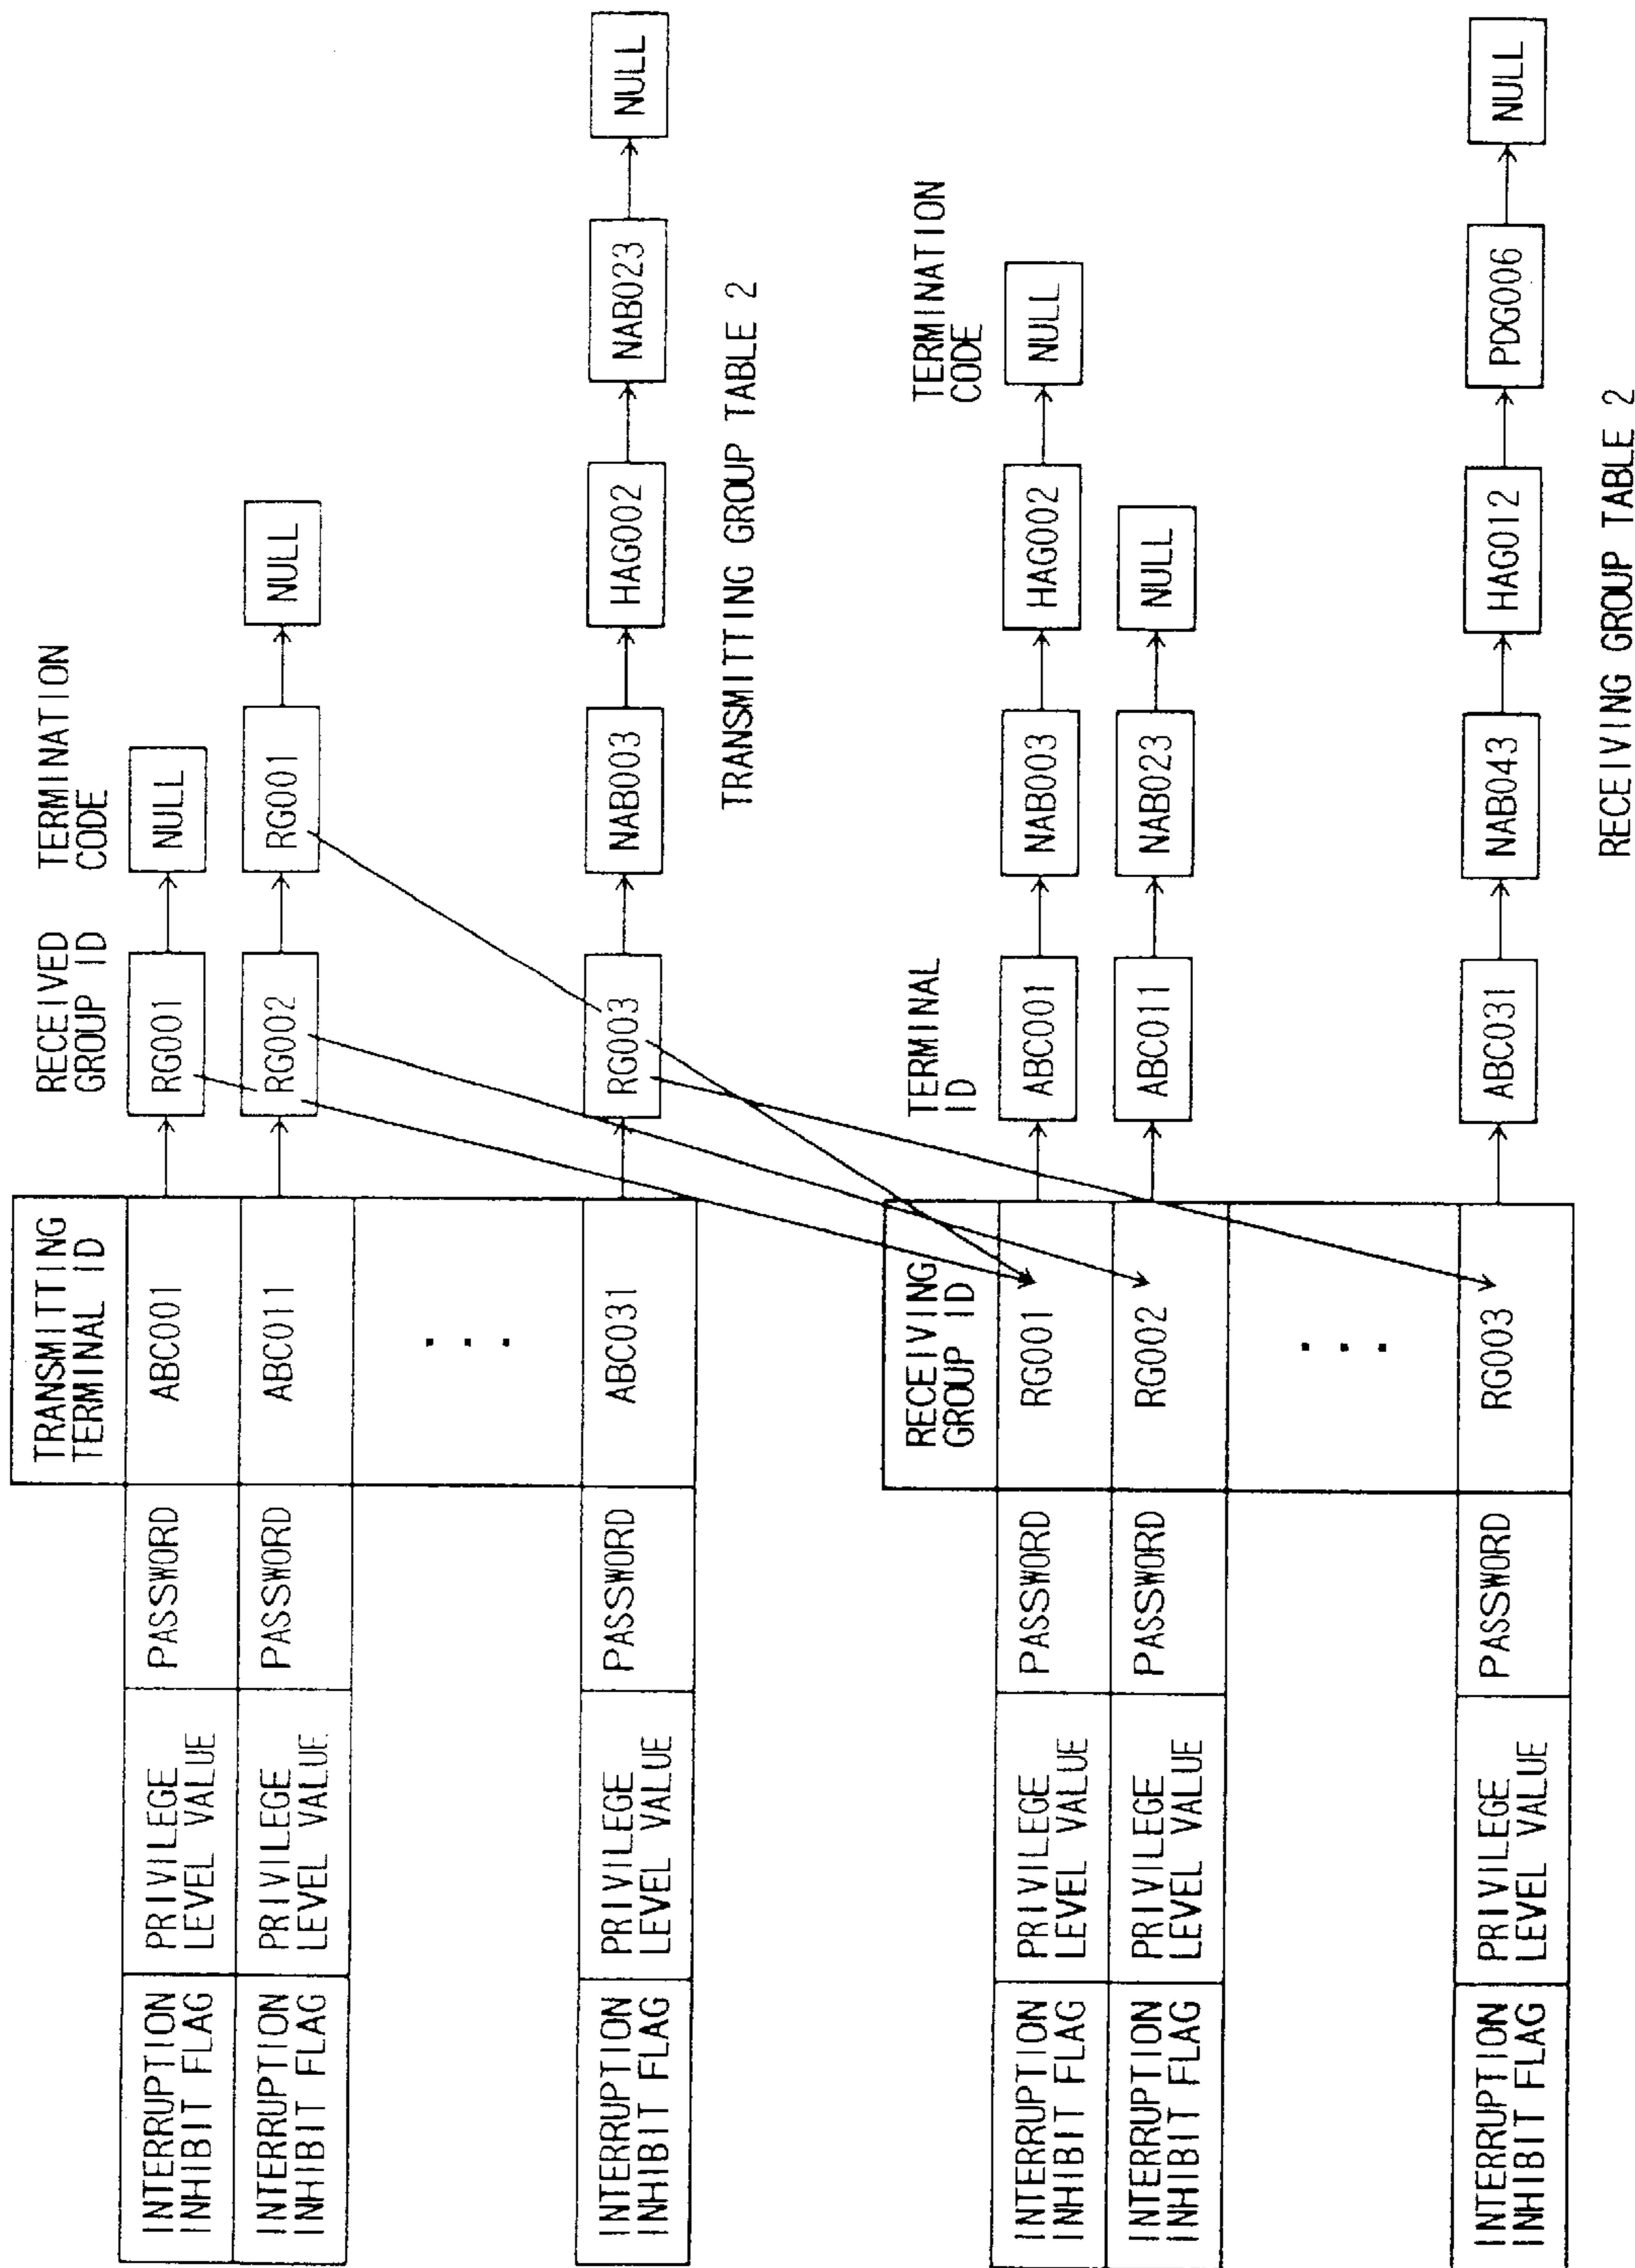 TRANSMITTING
TERMINAL ID
RECEIVED
GROUP ID
TERMINATION
CODE
INTERRUPTION
INHIBIT FLAG
PRIVILEGE
LEVEL VALUE
PASSWORD
ABC001
RG001
NULL
INTERRUPTION
INHIBIT FLAG
PRIVILEGE
LEVEL VALUE
PASSWORD
ABC011
RG002
RG001
NULL
. . .
INTERRUPTION
INHIBIT FLAG
PRIVILEGE
LEVEL VALUE
PASSWORD
ABC031
RG003
NAB003
HAG002
NAB023
NULL
TRANSMITTING GROUP TABLE 2
RECEIVING
GROUP ID
TERMINAL
ID
TERMINATION
CODE
INTERRUPTION
INHIBIT FLAG
PRIVILEGE
LEVEL VALUE
PASSWORD
RG001
ABC001
NAB003
HAG002
NULL
INTERRUPTION
INHIBIT FLAG
PRIVILEGE
LEVEL VALUE
PASSWORD
RG002
ABC011
NAB023
NULL
. . .
INTERRUPTION
INHIBIT FLAG
PRIVILEGE
LEVEL VALUE
PASSWORD
RG003
ABC031
NAB043
HAG012
PDG006
NULL
RECEIVING GROUP TABLE 2